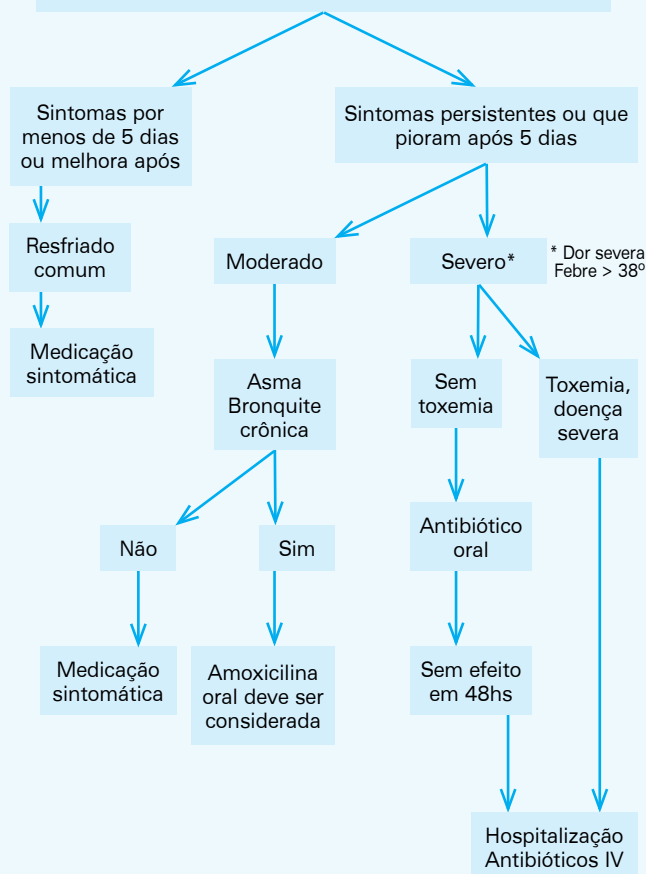 Sintomas por
menos de 5 dias
ou melhora após
Sintomas persistentes ou que
pioram após 5 dias
Resfriado
comum
Moderado
Severo*
* Dor severa
Febre > 38º
Medicação
sintomática
Asma
Bronquite
crônica
Sem
toxemia
Toxemia,
doença
severa
Não
Sim
Antibiótico
oral
Medicação
sintomática
Amoxicilina
oral deve ser
considerada
Sem efeito
em 48hs
Hospitalização
Antibióticos IV